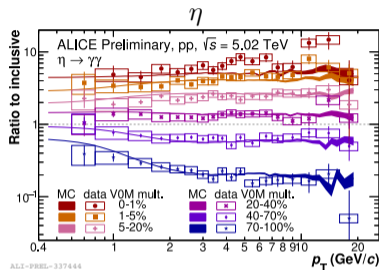 η
ALICE Preliminary, pp, √s = 5.02 TeV
η → γγ
Ratio to inclusive
10
1
10⁻¹
MC data V0M mult. MC data V0M mult.
0-1% 20-40%
1-5% 40-70%
5-20% 70-100%
0.4 1 2 3 4 5 6 7 8 9 10 20
p_T (GeV/c)
ALI-PREL-337444